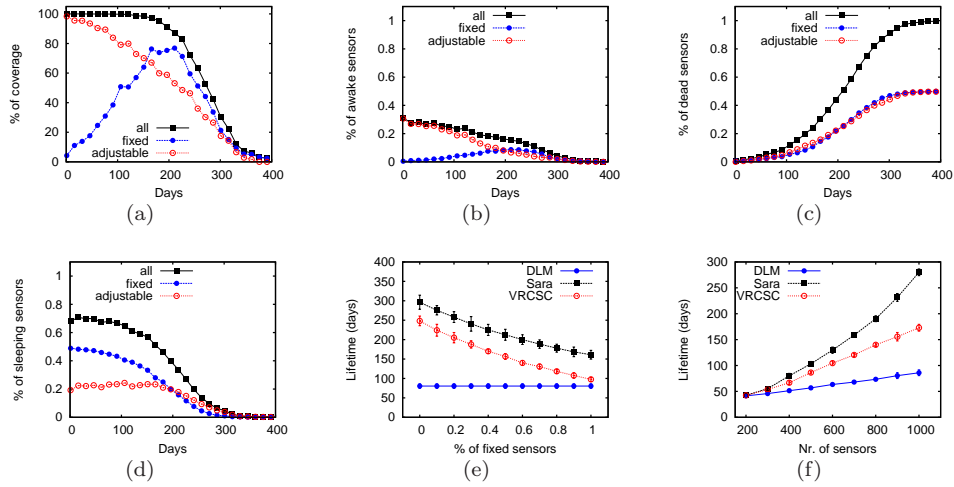 100
80
60
40
20
0
% of coverage
all
fixed
adjustable
0 100 200 300 400
Days
(a)
1
0.8
0.6
0.4
0.2
0
% of awake sensors
all
fixed
adjustable
0 100 200 300 400
Days
(b)
1
0.8
0.6
0.4
0.2
0
% of dead sensors
all
fixed
adjustable
0 100 200 300 400
Days
(c)
1
0.8
0.6
0.4
0.2
0
% of sleeping sensors
all
fixed
adjustable
0 100 200 300 400
Days
(d)
400
350
300
250
200
150
100
50
0
Lifetime (days)
DLM
Sara
VRCSC
0 0.2 0.4 0.6 0.8 1
% of fixed sensors
(e)
300
250
200
150
100
50
0
Lifetime (days)
DLM
Sara
VRCSC
200 400 600 800 1000
Nr. of sensors
(f)